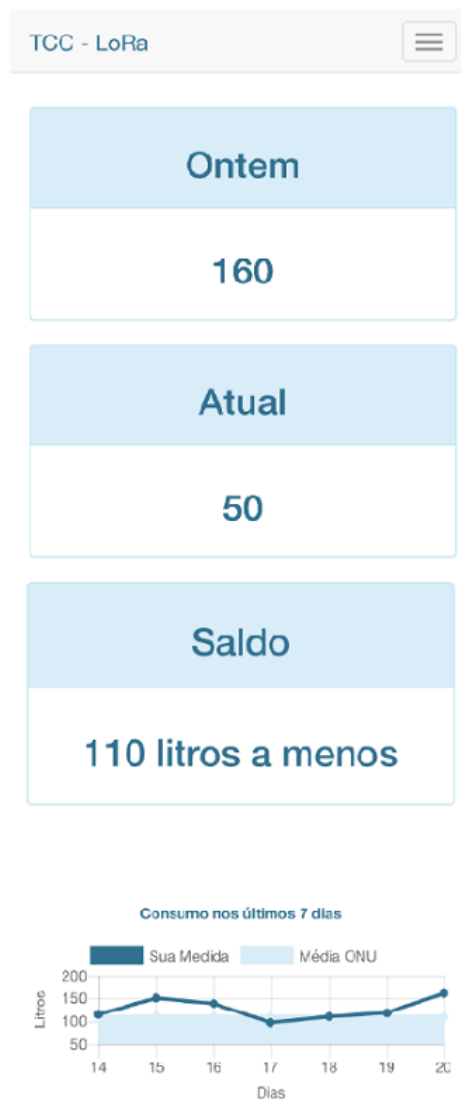 TCC - LoRa
Ontem
160
Atual
50
Saldo
110 litros a menos
Consumo nos últimos 7 dias
Sua Medida Média ONU
200
150
100
50
Litros
14 15 16 17 18 19 20
Dias